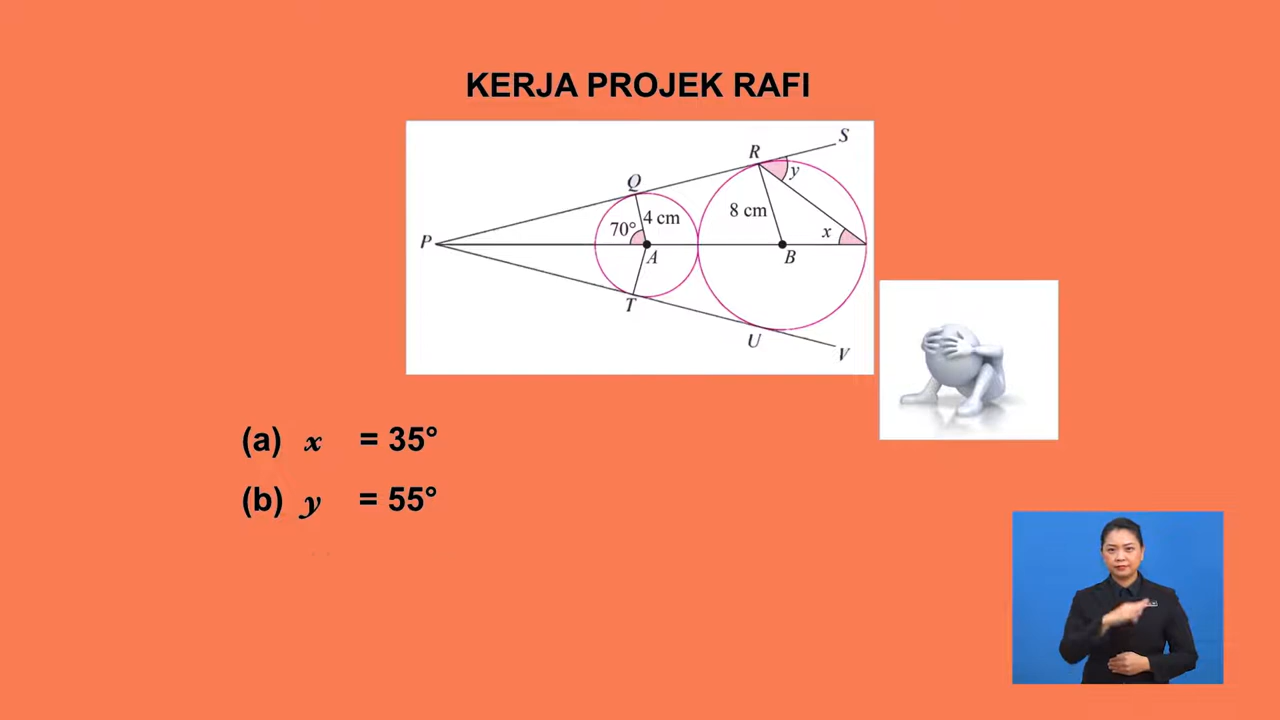 KERJA PROJEK RAFI
S
R
y
Q
4 cm
8 cm
70°
x
P
A
B
T
U
V
(a) x = 35°
(b) y = 55°